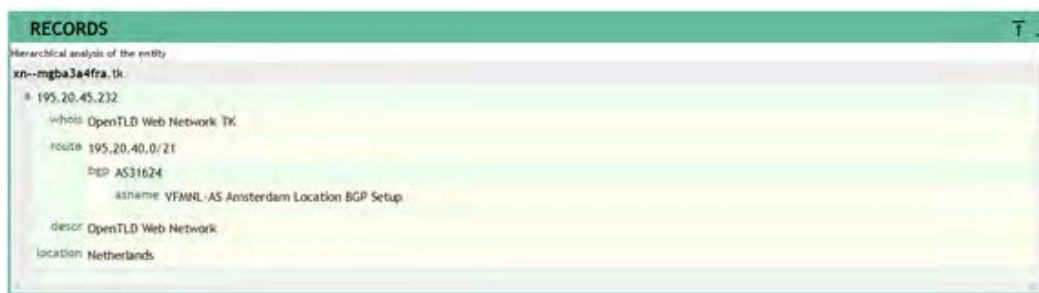 RECORDS
Hierarchical analysis of the entity
xn--mgba3a4fra.tk
a 195.20.45.232
whois OpenTLD Web Network TK
route 195.20.40.0/21
bgp AS31624
asname VFMNL-AS Amsterdam Location BGP Setup
descr OpenTLD Web Network
location Netherlands